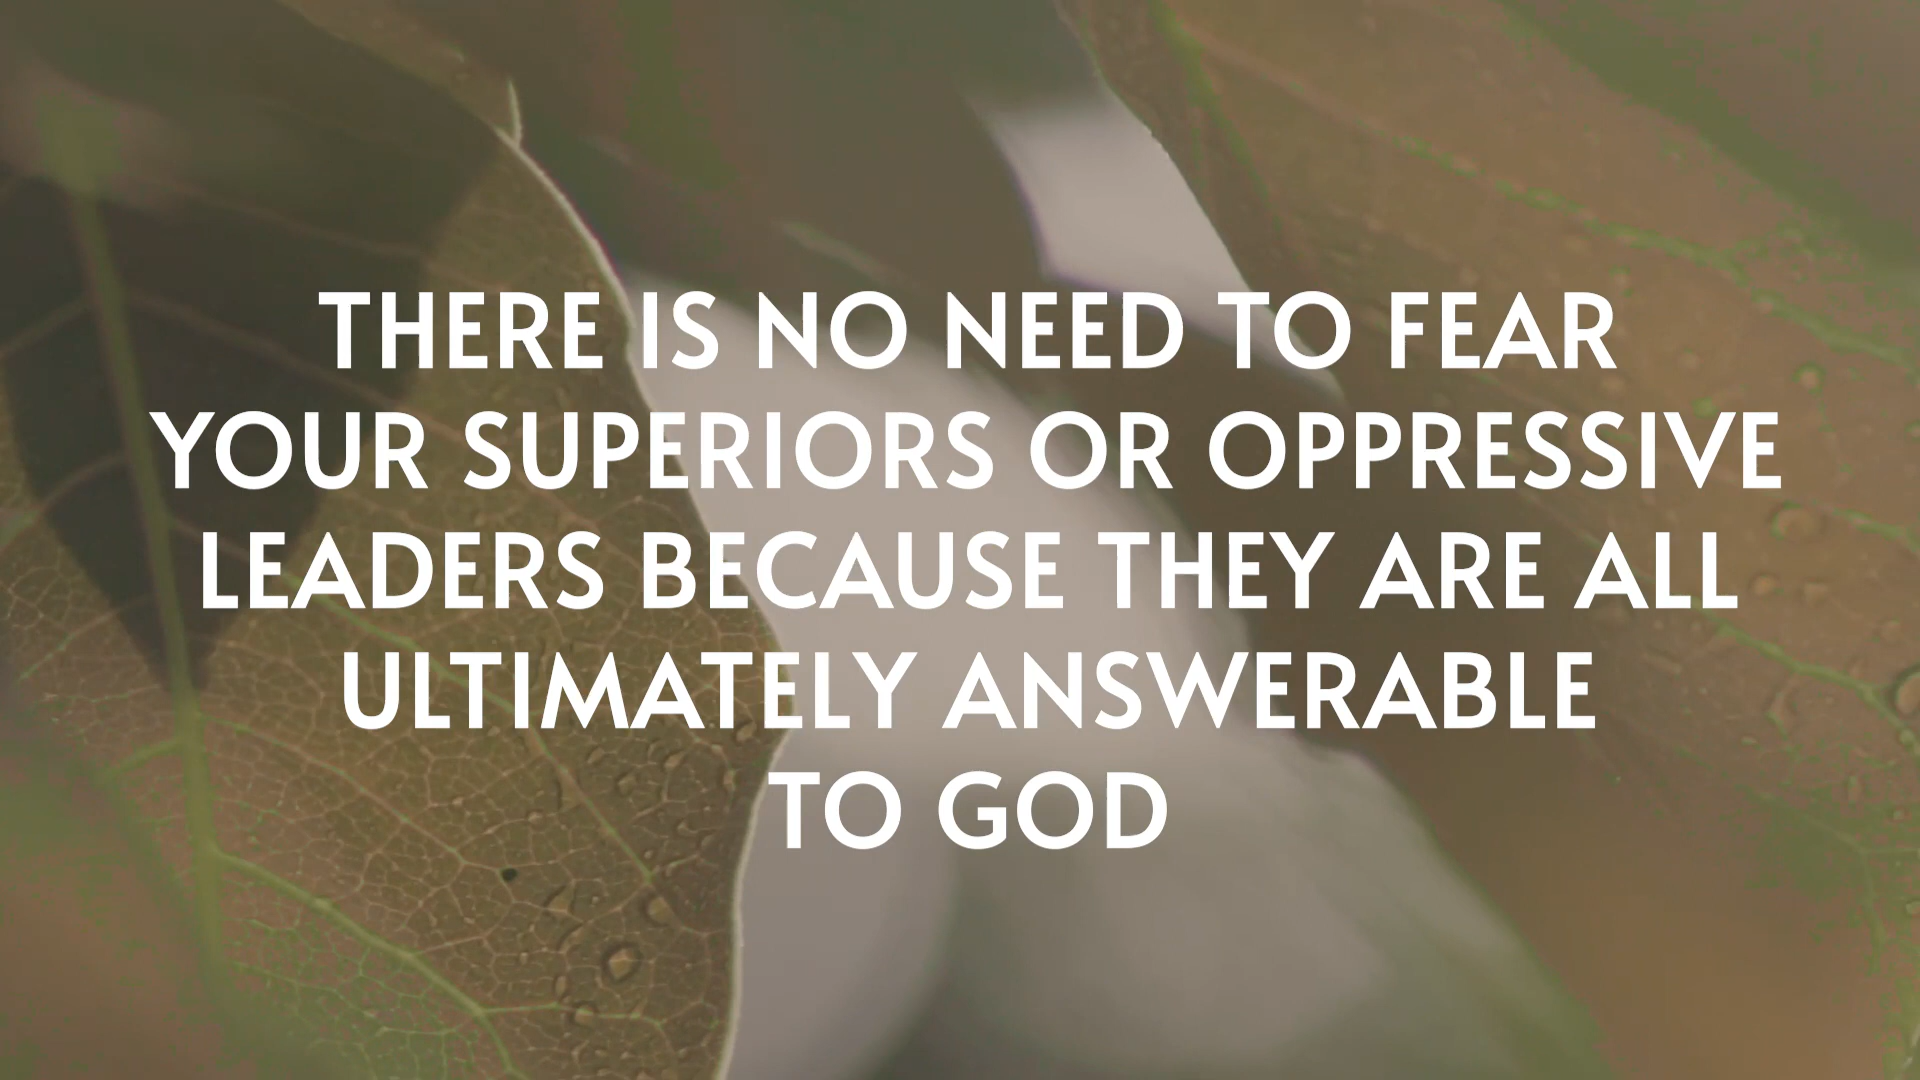 THERE IS NO NEED TO FEAR
YOUR SUPERIORS OR OPPRESSIVE
LEADERS BECAUSE THEY ARE ALL
ULTIMATELY ANSWERABLE
TO GOD